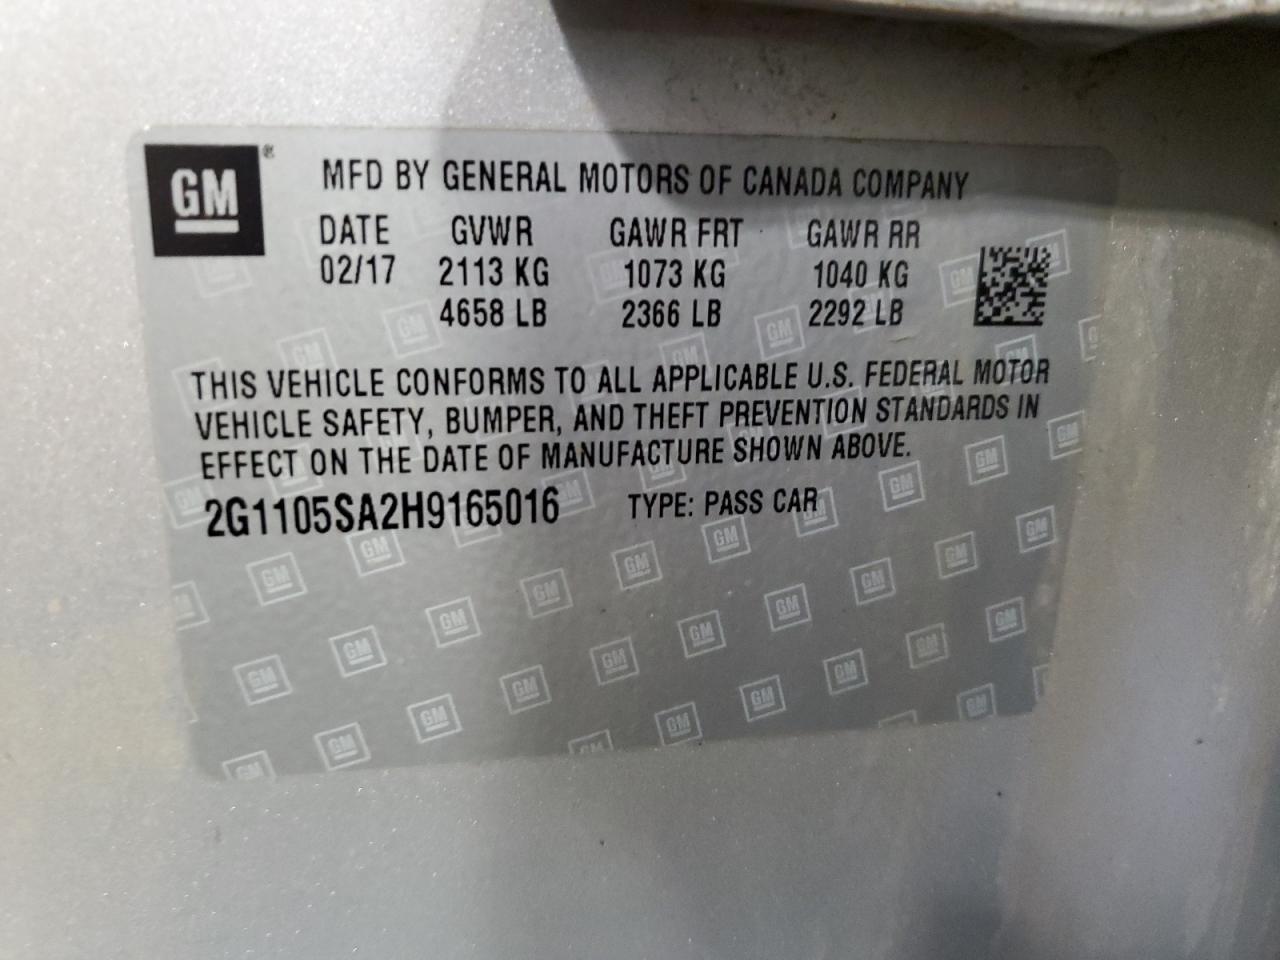 GM®
MFD BY GENERAL MOTORS OF CANADA COMPANY
DATE GVWR GAWR FRT GAWR RR
02/17 2113 KG 1073 KG 1040 KG
4658 LB 2366 LB 2292 LB
THIS VEHICLE CONFORMS TO ALL APPLICABLE U.S. FEDERAL MOTOR
VEHICLE SAFETY, BUMPER, AND THEFT PREVENTION STANDARDS IN
EFFECT ON THE DATE OF MANUFACTURE SHOWN ABOVE.
2G1105SA2H9165016 TYPE: PASS CAR